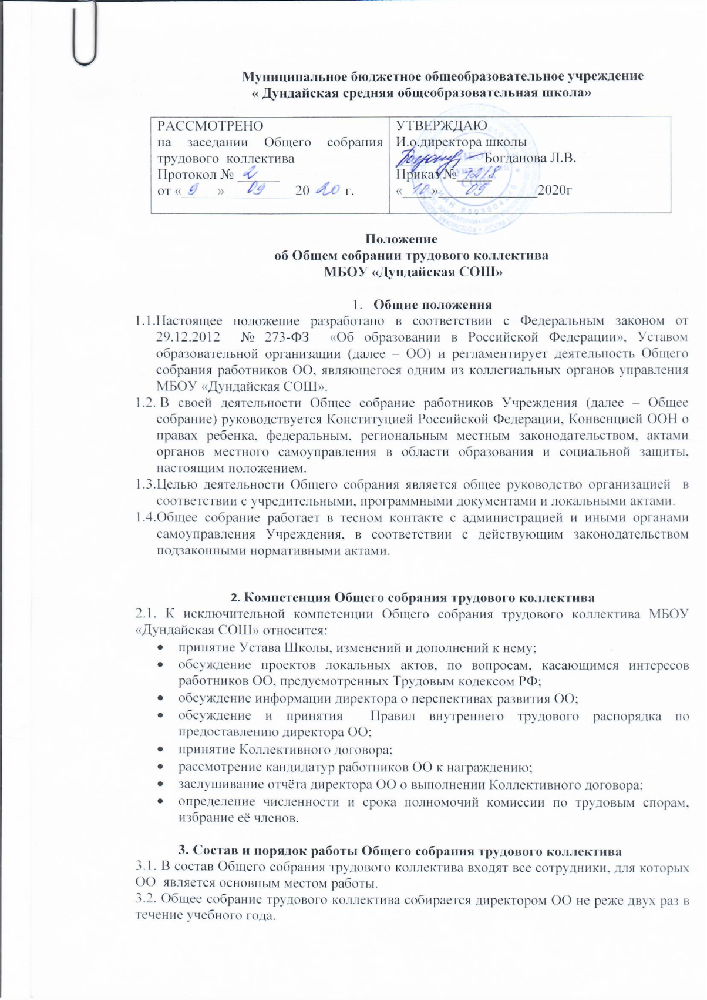 Муниципальное бюджетное общеобразовательное учреждение
« Дундайская средняя общеобразовательная школа»
РАССМОТРЕНО
на заседании Общего собрания
трудового коллектива
Протокол № 2
от « 9 » 09 20 20 г.
УТВЕРЖДАЮ
И.о.директора школы
Богданова Л.В.
Приказ № 72/8
« 10 » 09 2020г
МБОУ
СОШ
ИНН 8503004246
Положение
об Общем собрании трудового коллектива
МБОУ «Дундайская СОШ»
1. Общие положения
1.1.Настоящее положение разработано в соответствии с Федеральным законом от
29.12.2012 № 273-ФЗ «Об образовании в Российской Федерации», Уставом
образовательной организации (далее – ОО) и регламентирует деятельность Общего
собрания работников ОО, являющегося одним из коллегиальных органов управления
МБОУ «Дундайская СОШ».
1.2. В своей деятельности Общее собрание работников Учреждения (далее – Общее
собрание) руководствуется Конституцией Российской Федерации, Конвенцией ООН о
правах ребенка, федеральным, региональным местным законодательством, актами
органов местного самоуправления в области образования и социальной защиты,
настоящим положением.
1.3.Целью деятельности Общего собрания является общее руководство организацией в
соответствии с учредительными, программными документами и локальными актами.
1.4.Общее собрание работает в тесном контакте с администрацией и иными органами
самоуправления Учреждения, в соответствии с действующим законодательством
подзаконными нормативными актами.
2. Компетенция Общего собрания трудового коллектива
2.1. К исключительной компетенции Общего собрания трудового коллектива МБОУ
«Дундайская СОШ» относится:
• принятие Устава Школы, изменений и дополнений к нему;
• обсуждение проектов локальных актов, по вопросам, касающимся интересов
работников ОО, предусмотренных Трудовым кодексом РФ;
• обсуждение информации директора о перспективах развития ОО;
• обсуждение и принятия Правил внутреннего трудового распорядка по
предоставлению директора ОО;
• принятие Коллективного договора;
• рассмотрение кандидатур работников ОО к награждению;
• заслушивание отчёта директора ОО о выполнении Коллективного договора;
• определение численности и срока полномочий комиссии по трудовым спорам,
избрание её членов.
3. Состав и порядок работы Общего собрания трудового коллектива
3.1. В состав Общего собрания трудового коллектива входят все сотрудники, для которых
ОО является основным местом работы.
3.2. Общее собрание трудового коллектива собирается директором ОО не реже двух раз в
течение учебного года.